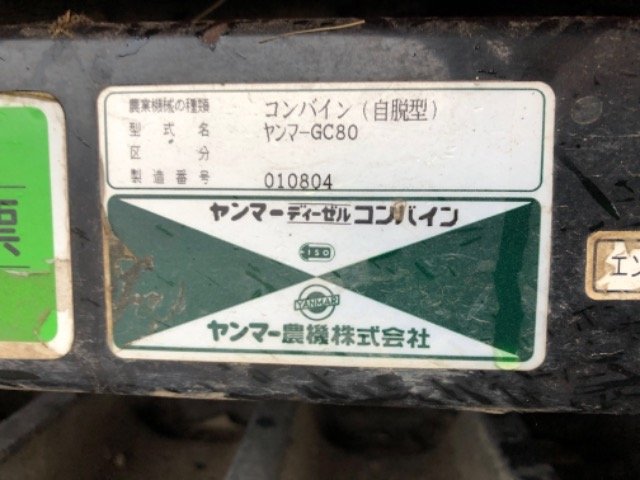 農業機械の種類 コンバイン(自脱型)
型式名 ヤンマーGC80
区分
製造番号 010804
ヤンマーディーゼルコンバイン
ISO
YANMAR
ヤンマー農機株式会社
エン